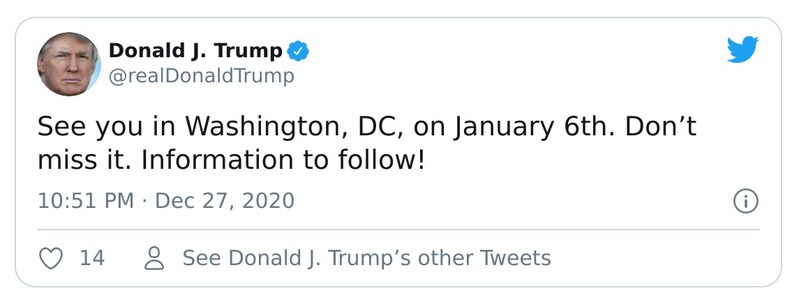 Donald J. Trump
@realDonaldTrump
See you in Washington, DC, on January 6th. Don’t
miss it. Information to follow!
10:51 PM · Dec 27, 2020
14 See Donald J. Trump’s other Tweets